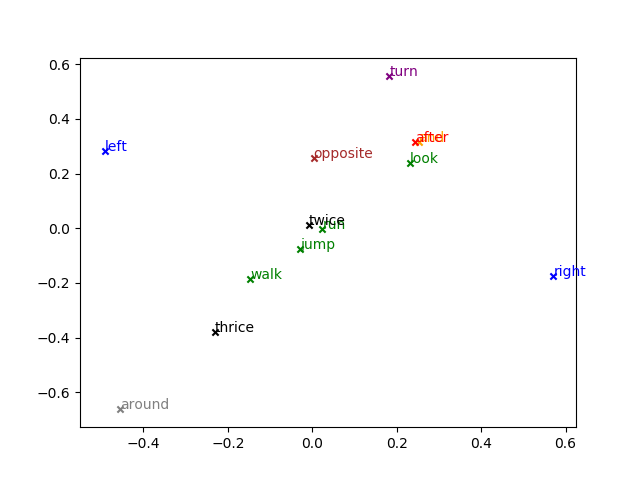 0.6
turn
0.4
left
after
opposite
look
0.2
twice
run
0.0
jump
walk
right
−0.2
thrice
−0.4
−0.6
around
−0.4
−0.2
0.0
0.2
0.4
0.6